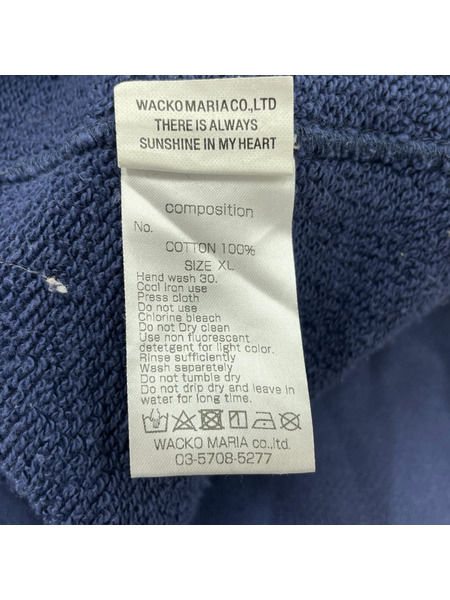 WACKO MARIA CO.,LTD
THERE IS ALWAYS
SUNSHINE IN MY HEART
composition
No.
COTTON 100%
SIZE XL
Hand wash 30.
Cool iron use
Press cloth
Do not use
Chlorine bleach
Do not Dry clean
Use non fluorescent
detetgent for light color.
Rinse sufficiently
Wash separately
Do not tumble dry
Do not drip dry and leave in
water for long time.
WACKO MARIA co.,ltd.
03-5708-5277